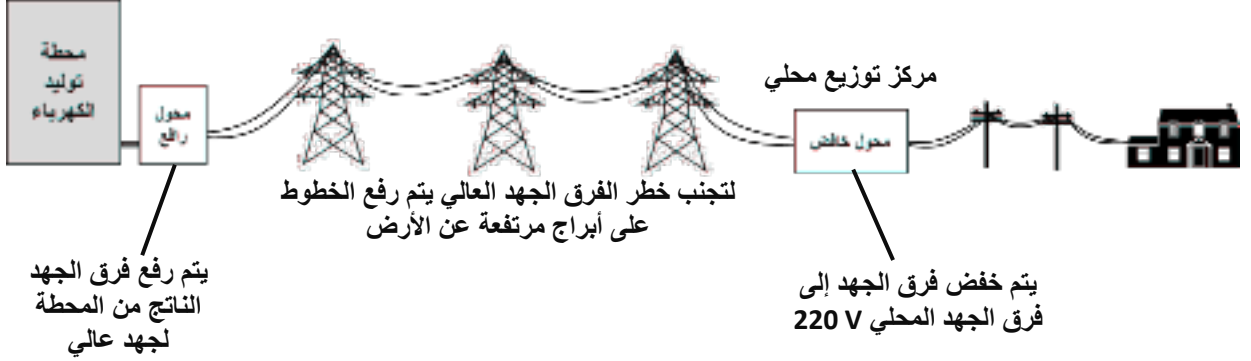 محطة
توليد
الكهرباء
محول
رافع
مركز توزيع محلي
محول خافض
لتجنب خطر الفرق الجهد العالي يتم رفع الخطوط
على أبراج مرتفعة عن الأرض
يتم رفع فرق الجهد
الناتج من المحطة
لجهد عالي
يتم خفض فرق الجهد إلى
فرق الجهد المحلي 220 V